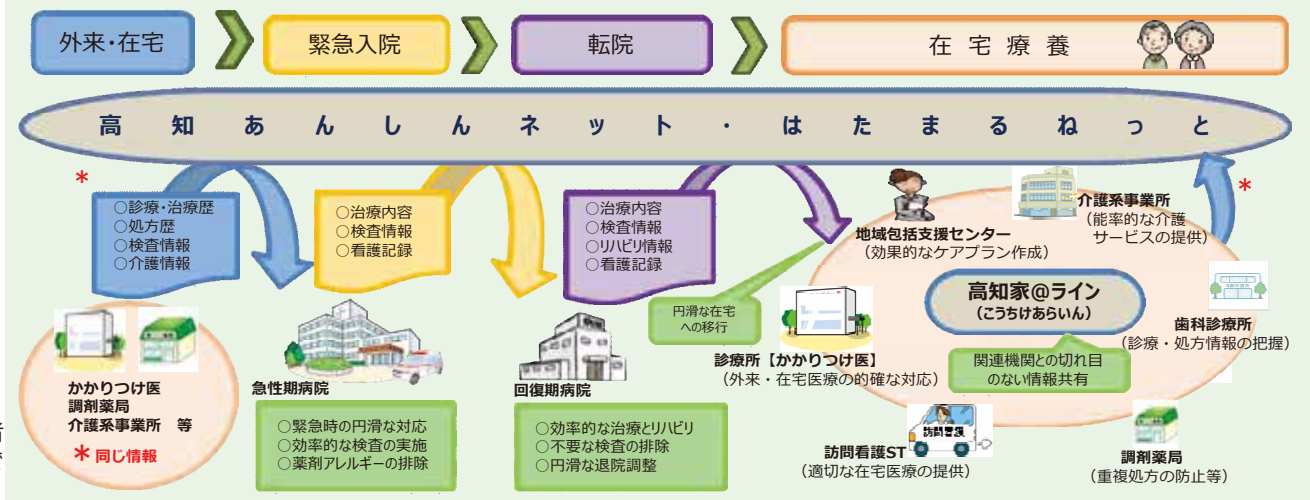 外来・在宅
緊急入院
転院
在宅療養
高知あんしんネット・はたまるねっと
*
○診療・治療歴
○処方歴
○検査情報
○介護情報
○治療内容
○検査情報
○看護記録
○治療内容
○検査情報
○リハビリ情報
○看護記録
円滑な在宅
への移行
かかりつけ医
調剤薬局
介護系事業所 等
*同じ情報
急性期病院
○緊急時の円滑な対応
○効率的な検査の実施
○薬剤アレルギーの排除
回復期病院
○効率的な治療とリハビリ
○不要な検査の排除
○円滑な退院調整
地域包括支援センター
(効果的なケアプラン作成)
介護系事業所
(能率的な介護
サービスの提供)
*
高知家@ライン
(こうちけあらいん)
関連機関との切れ目
のない情報共有
歯科診療所
(診療・処方情報の把握)
診療所【かかりつけ医】
(外来・在宅医療の的確な対応)
訪問看護
訪問看護ST
(適切な在宅医療の提供)
調剤薬局
(重複処方の防止等)